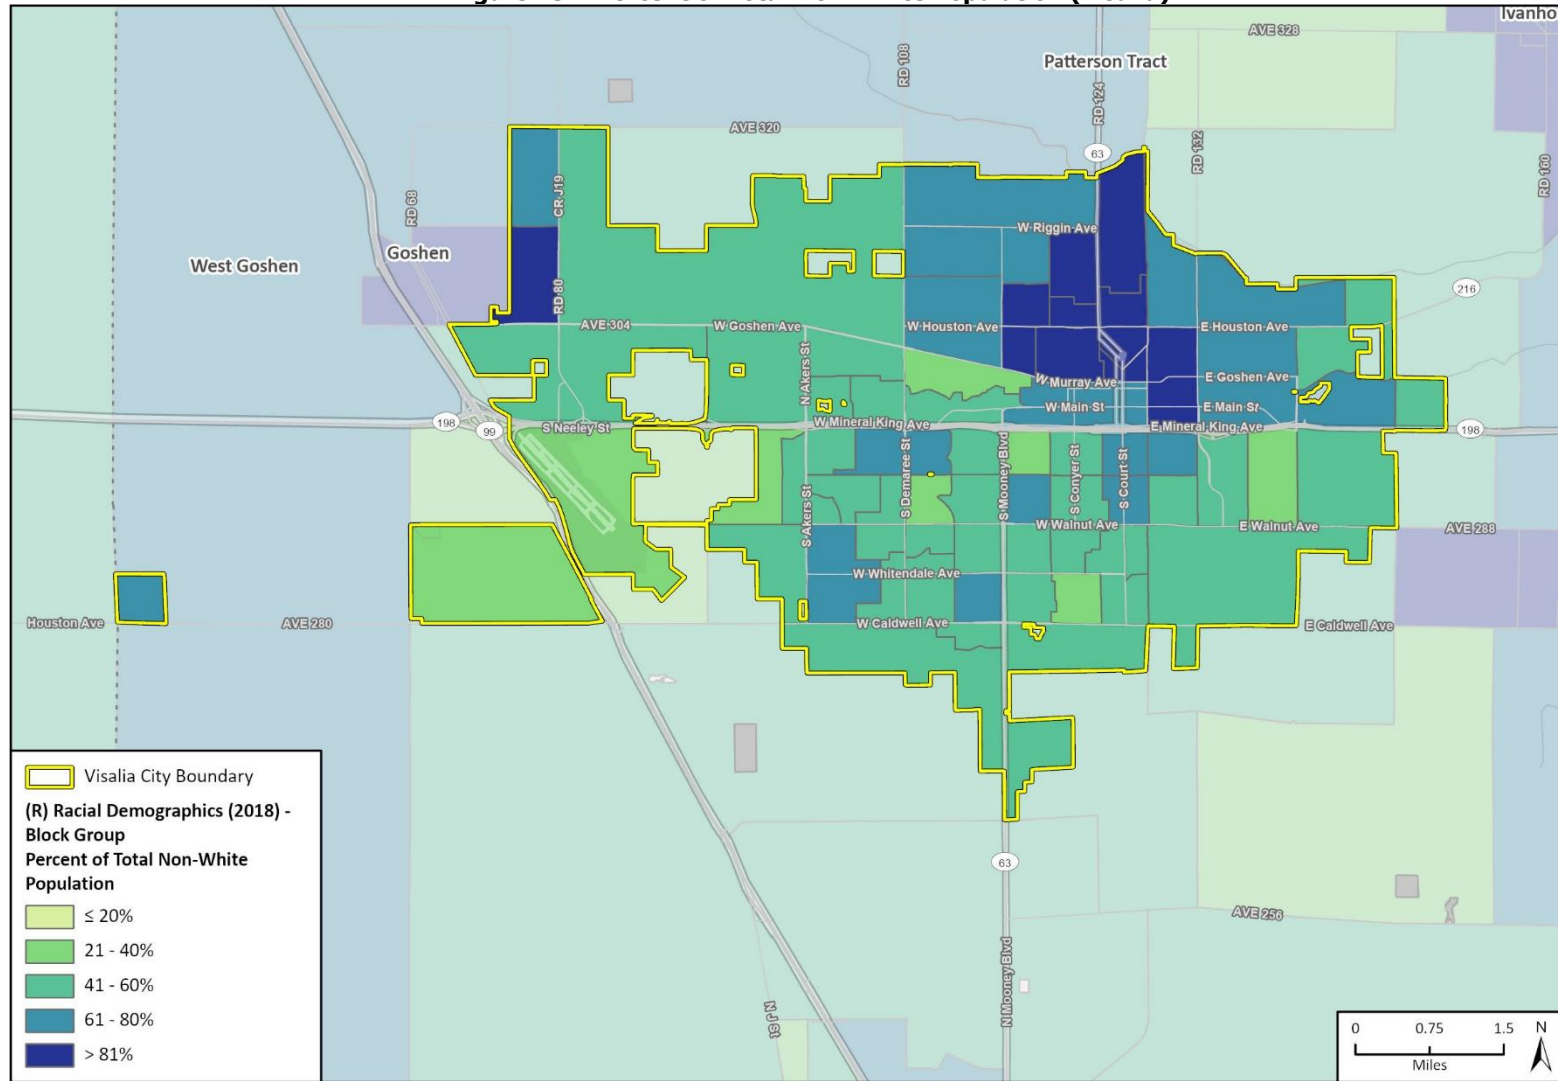 Ivanho
AVE 328
Patterson Tract
RD 108
RD 124
RD 132
RD 160
AVE 320
63
RD 68
CR J19
Goshen
West Goshen
W Riggin Ave
RD 80
216
AVE 304
W Goshen Ave
W Houston Ave
E Houston Ave
N Akers St
W Murray Ave
E Goshen Ave
W Main St
E Main St
198
99
S Neeley St
W Mineral King Ave
E Mineral King Ave
198
S Demaree St
S Mooney Blvd
S Conyer St
S Court St
S Akers St
W Walnut Ave
E Walnut Ave
AVE 288
W Whitendale Ave
Houston Ave
AVE 280
W Caldwell Ave
E Caldwell Ave
63
AVE 256
N Mooney Blvd
N J St
Visalia City Boundary
(R) Racial Demographics (2018) -
Block Group
Percent of Total Non-White
Population
≤ 20%
21 - 40%
41 - 60%
61 - 80%
> 81%
0 0.75 1.5
Miles
N